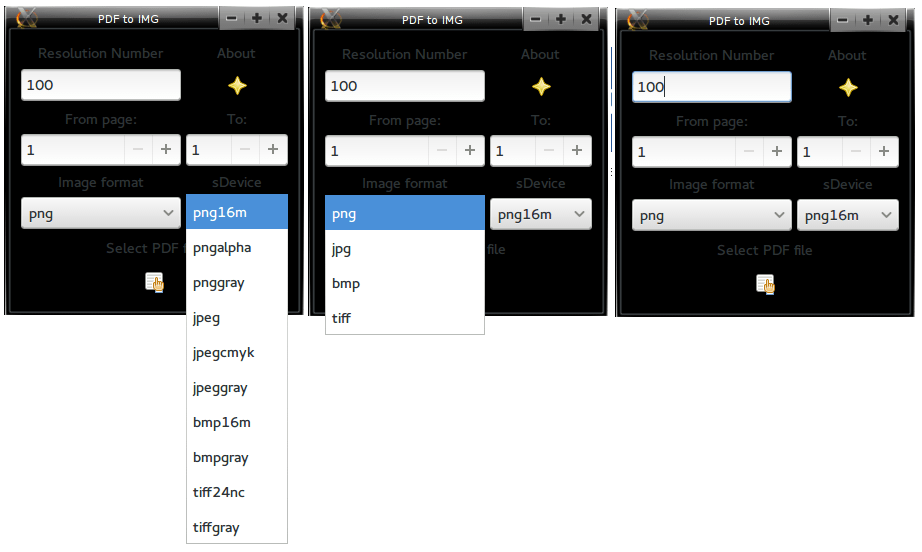 PDF to IMG
Resolution Number About
100
From page: To:
1 1
Image format sDevice
png png16m
pngalpha
Select PDF f
pnggray
jpeg
jpegcmyk
jpeggray
bmp16m
bmpgray
tiff24nc
tiffgray
PDF to IMG
Resolution Number About
100
From page: To:
1 1
Image format sDevice
png png16m
jpg
file
bmp
tiff
PDF to IMG
Resolution Number About
100
From page: To:
1 1
Image format sDevice
png png16m
Select PDF file